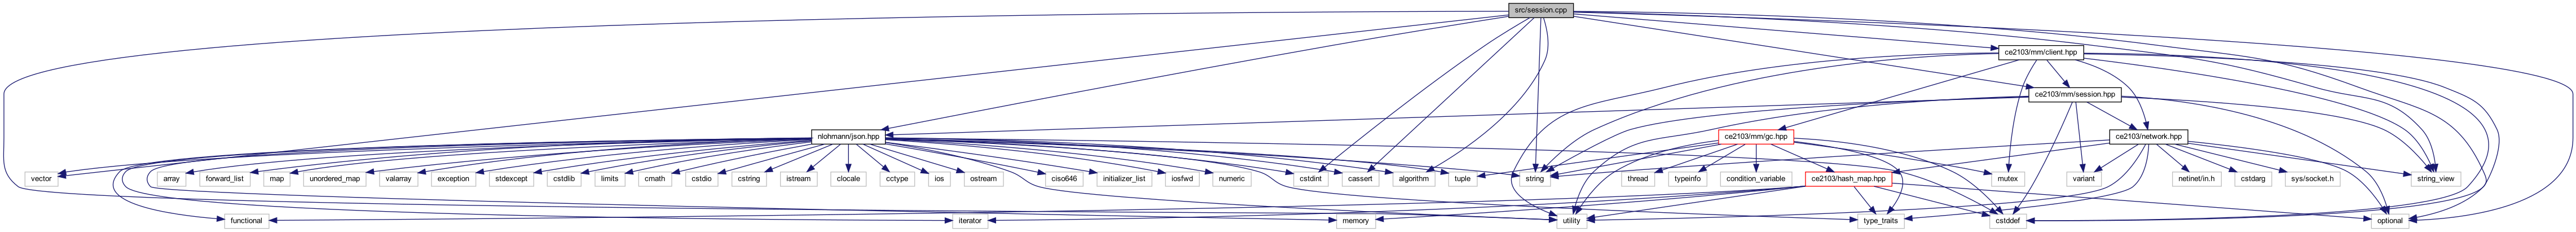 src/session.cpp
ce2103/mm/client.hpp
ce2103/mm/session.hpp
nlohmann/json.hpp
ce2103/mm/gc.hpp
ce2103/network.hpp
vector
array
forward_list
map
unordered_map
valarray
exception
stdexcept
cstdlib
limits
cmath
cstdio
cstring
istream
clocale
cctype
ios
ostream
ciso646
initializer_list
iosfwd
numeric
cstdint
cassert
algorithm
tuple
string
thread
typeinfo
condition_variable
ce2103/hash_map.hpp
mutex
variant
netinet/in.h
cstdarg
sys/socket.h
string_view
functional
iterator
memory
utility
type_traits
cstddef
optional